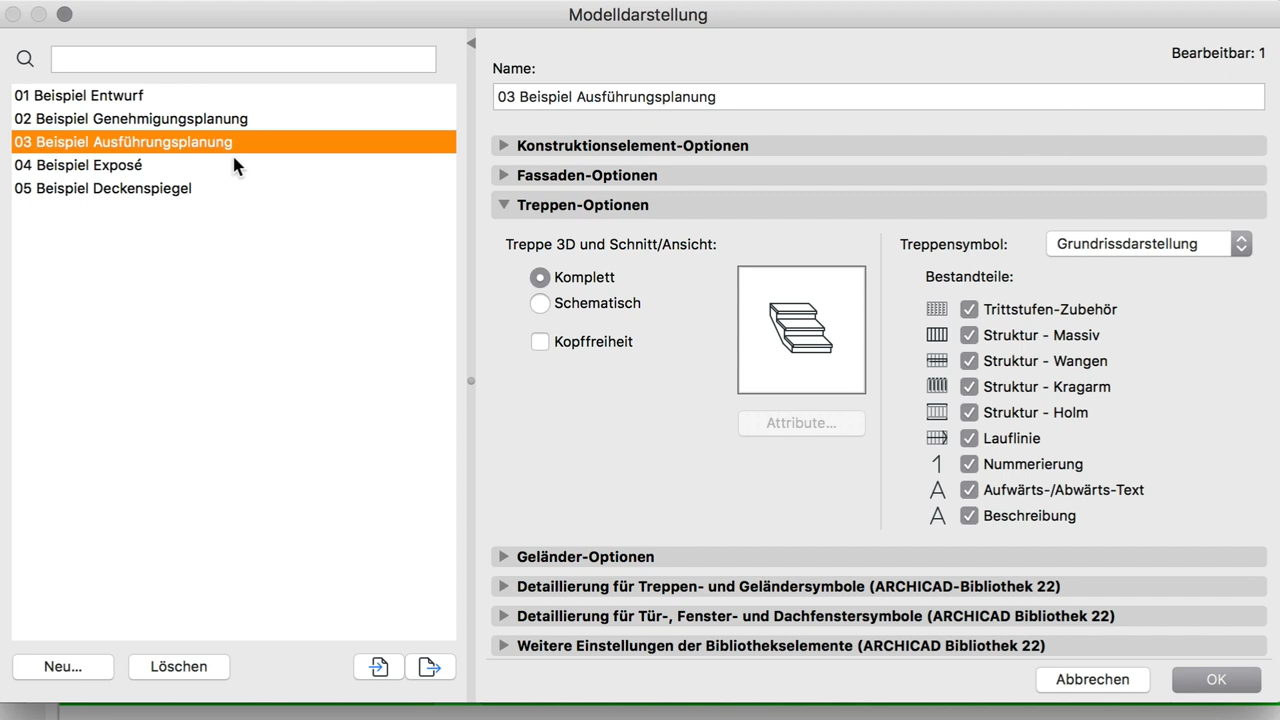 Modelldarstellung
01 Beispiel Entwurf
02 Beispiel Genehmigungsplanung
03 Beispiel Ausführungsplanung
04 Beispiel Exposé
05 Beispiel Deckenspiegel
Neu...
Löschen
Bearbeitbar: 1
Name:
03 Beispiel Ausführungsplanung
Konstruktionselement-Optionen
Fassaden-Optionen
Treppen-Optionen
Treppe 3D und Schnitt/Ansicht:
Komplett
Schematisch
Kopffreiheit
Attribute...
Treppensymbol:
Grundrissdarstellung
Bestandteile:
Trittstufen-Zubehör
Struktur - Massiv
Struktur - Wangen
Struktur - Kragarm
Struktur - Holm
Lauflinie
1 Nummerierung
A Aufwärts-/Abwärts-Text
A Beschreibung
Geländer-Optionen
Detaillierung für Treppen- und Geländersymbole (ARCHICAD-Bibliothek 22)
Detaillierung für Tür-, Fenster- und Dachfenstersymbole (ARCHICAD Bibliothek 22)
Weitere Einstellungen der Bibliothekselemente (ARCHICAD Bibliothek 22)
Abbrechen
OK